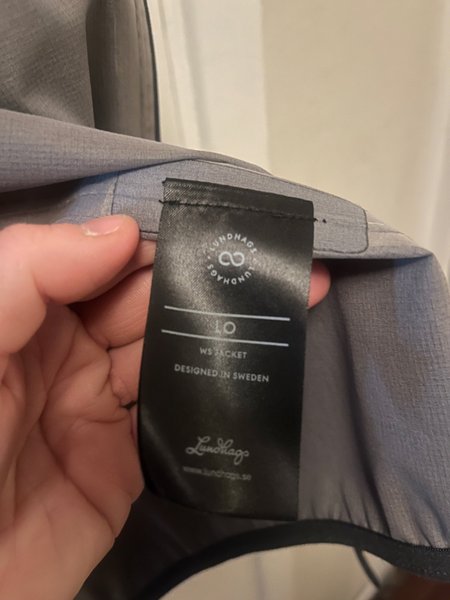 LUNDHAGS • LUNDHAGS •
LO
WS JACKET
DESIGNED IN SWEDEN
Lundhags
www.lundhags.se